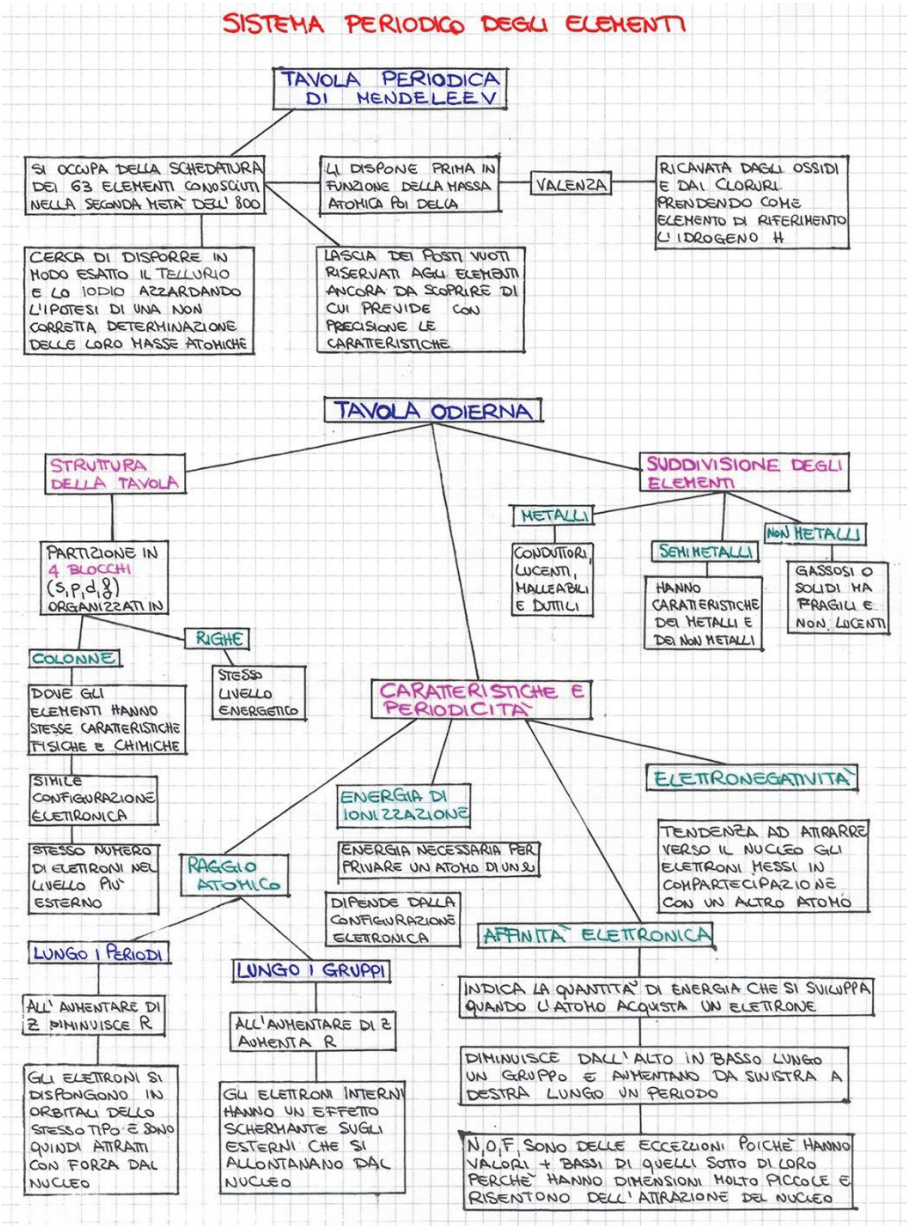 SISTEMA PERIODICO DEGLI ELEMENTI
TAVOLA PERIODICA
DI MENDELEEV
SI OCCUPA DELLA SCHEDATURA
DEI 63 ELEMENTI CONOSCIUTI
NELLA SECONDA METÀ DELL' 800
LI DISPONE PRIMA IN
FUNZIONE DELLA MASSA
ATOMICA POI DELLA
VALENZA
RICAVATA DAGLI OSSIDI
E DAI CLORURI.
PRENDENDO COME
ELEMENTO DI RIFERIMENTO
L'IDROGENO H
CERCA DI DISPORRE IN
MODO ESATTO IL TELLURIO
E LO IODIO AZZARDANDO
L'IPOTESI DI UNA NON
CORRETTA DETERMINAZIONE
DELLE LORO MASSE ATOMICHE
LASCIA DEI POSTI VUOTI
RISERVATI AGLI ELEMENTI
ANCORA DA SCOPRIRE DI
CUI PREVIDE CON
PRECISIONE LE
CARATTERISTICHE
TAVOLA ODIERNA
STRUTTURA
DELLA TAVOLA
PARTIZIONE IN
4 BLOCCHI
(s,p,d,f)
ORGANIZZATI IN
COLONNE
DOVE GLI
ELEMENTI HANNO
STESSE CARATTERISTICHE
FISICHE E CHIMICHE
SIMILE
CONFIGURAZIONE
ELETTRONICA
STESSO NUMERO
DI ELETTRONI NEL
LIVELLO PIÙ
ESTERNO
RIGHE
STESSO
LIVELLO
ENERGETICO
SUDDIVISIONE DEGLI
ELEMENTI
METALLI
CONDUTTORI,
LUCENTI,
MALLEABILI
E DUTTILI
SEMIMETALLI
HANNO
CARATTERISTICHE
DEI METALLI E
DEI NON METALLI
NON METALLI
GASSOSI O
SOLIDI MA
FRAGILI E
NON LUCENTI
CARATTERISTICHE E
PERIODICITÀ
RAGGIO
ATOMICO
LUNGO I PERIODI
ALL' AUMENTARE DI
Z DIMINUISCE R
GLI ELETTRONI SI
DISPONGONO IN
ORBITALI DELLO
STESSO TIPO E SONO
QUINDI ATTRATTI
CON FORZA DAL
NUCLEO
LUNGO I GRUPPI
ALL'AUMENTARE DI Z
AUMENTA R
GLI ELETTRONI INTERNI
HANNO UN EFFETTO
SCHERMANTE SUGLI
ESTERNI CHE SI
ALLONTANANO DAL
NUCLEO
ENERGIA DI
IONIZZAZIONE
ENERGIA NECESSARIA PER
PRIVARE UN ATOMO DI UN
DIPENDE DALLA
CONFIGURAZIONE
ELETTRONICA
AFFINITÀ ELETTRONICA
INDICA LA QUANTITÀ DI ENERGIA CHE SI SVILUPPA
QUANDO L'ATOMO ACQUISTA UN ELETTRONE
DIMINUISCE DALL'ALTO IN BASSO LUNGO
UN GRUPPO E AUMENTANO DA SINISTRA A
DESTRA LUNGO UN PERIODO
N,O,F, SONO DELLE ECCEZIONI POICHÈ HANNO
VALORI + BASSI DI QUELLI SOTTO DI LORO
PERCHÈ HANNO DIMENSIONI MOLTO PICCOLE E
RISENTONO DELL'ATTRAZIONE DEL NUCLEO
ELETTRONEGATIVITÀ
TENDENZA AD ATTRARRE
VERSO IL NUCLEO GLI
ELETTRONI MESSI IN
COMPARTECIPAZIONE
CON UN ALTRO ATOMO